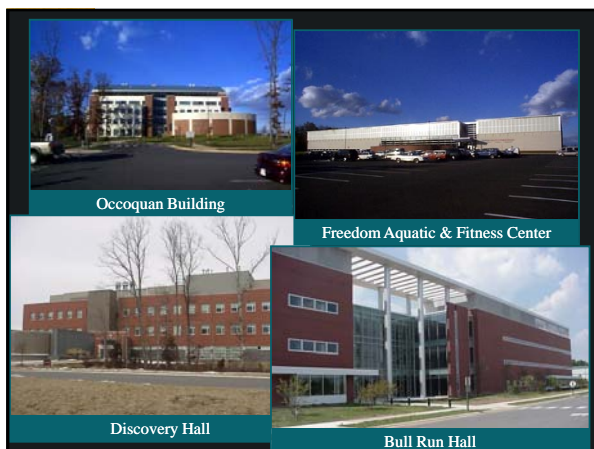 Occoquan Building
Freedom Aquatic & Fitness Center
Discovery Hall
Bull Run Hall